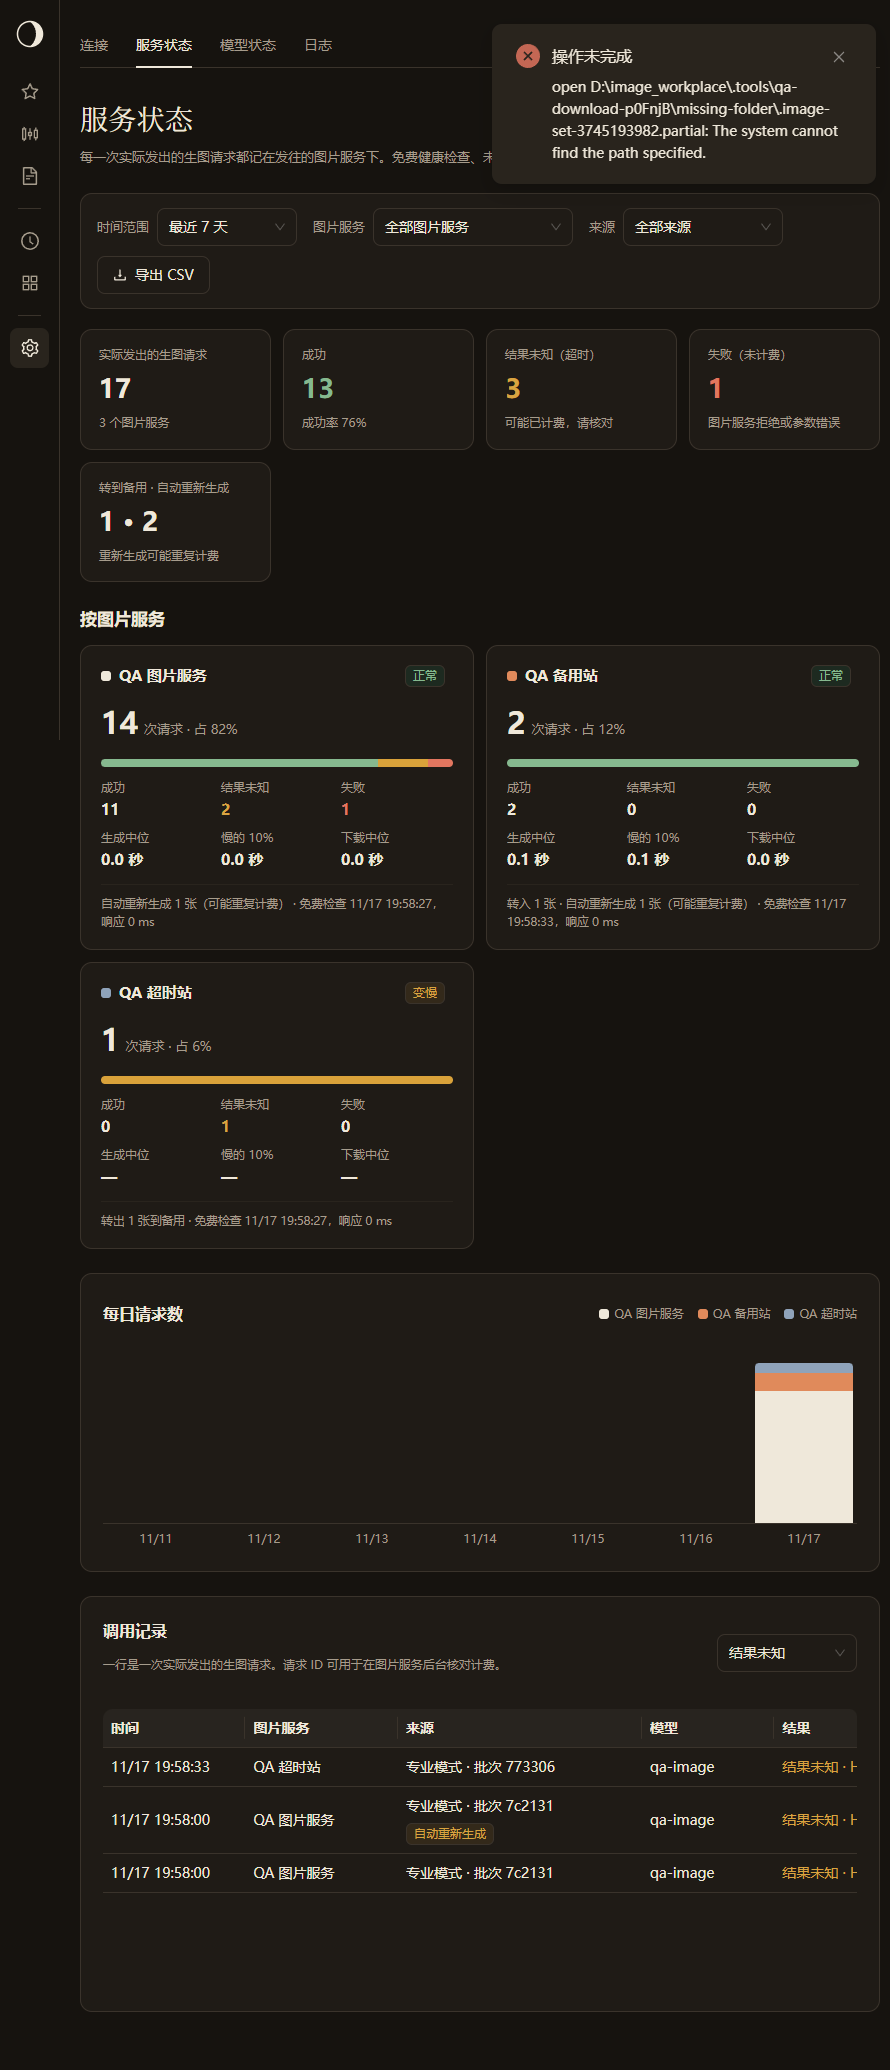 连接
服务状态
模型状态
日志
操作未完成
open D:\image_workplace\.tools\qa-
download-p0FnjB\missing-folder\.image-
set-3745193982.partial: The system cannot
find the path specified.
服务状态
每一次实际发出的生图请求都记在发往的图片服务下。免费健康检查、
时间范围
最近 7 天
图片服务
全部图片服务
来源
全部来源
导出 CSV
实际发出的生图请求
17
3 个图片服务
成功
13
成功率 76%
结果未知（超时）
3
可能已计费，请核对
失败（未计费）
1
图片服务拒绝或参数错误
转到备用 · 自动重新生成
1 • 2
重新生成可能重复计费
按图片服务
QA 图片服务
正常
14 次请求 · 占 82%
成功
结果未知
失败
11
2
1
生成中位
慢的 10%
下载中位
0.0 秒
0.0 秒
0.0 秒
自动重新生成 1 张（可能重复计费） · 免费检查 11/17 19:58:27，
响应 0 ms
QA 备用站
正常
2 次请求 · 占 12%
成功
结果未知
失败
2
0
0
生成中位
慢的 10%
下载中位
0.1 秒
0.1 秒
0.0 秒
转入 1 张 · 自动重新生成 1 张（可能重复计费） · 免费检查 11/17
19:58:33，响应 0 ms
QA 超时站
变慢
1 次请求 · 占 6%
成功
结果未知
失败
0
1
0
生成中位
慢的 10%
下载中位
—
—
—
转出 1 张到备用 · 免费检查 11/17 19:58:27，响应 0 ms
每日请求数
QA 图片服务
QA 备用站
QA 超时站
11/11
11/12
11/13
11/14
11/15
11/16
11/17
调用记录
一行是一次实际发出的生图请求。请求 ID 可用于在图片服务后台核对计费。
结果未知
时间
图片服务
来源
模型
结果
11/17 19:58:33
QA 超时站
专业模式 · 批次 773306
qa-image
结果未知 ·
11/17 19:58:00
QA 图片服务
专业模式 · 批次 7c2131
自动重新生成
qa-image
结果未知 ·
11/17 19:58:00
QA 图片服务
专业模式 · 批次 7c2131
qa-image
结果未知 ·